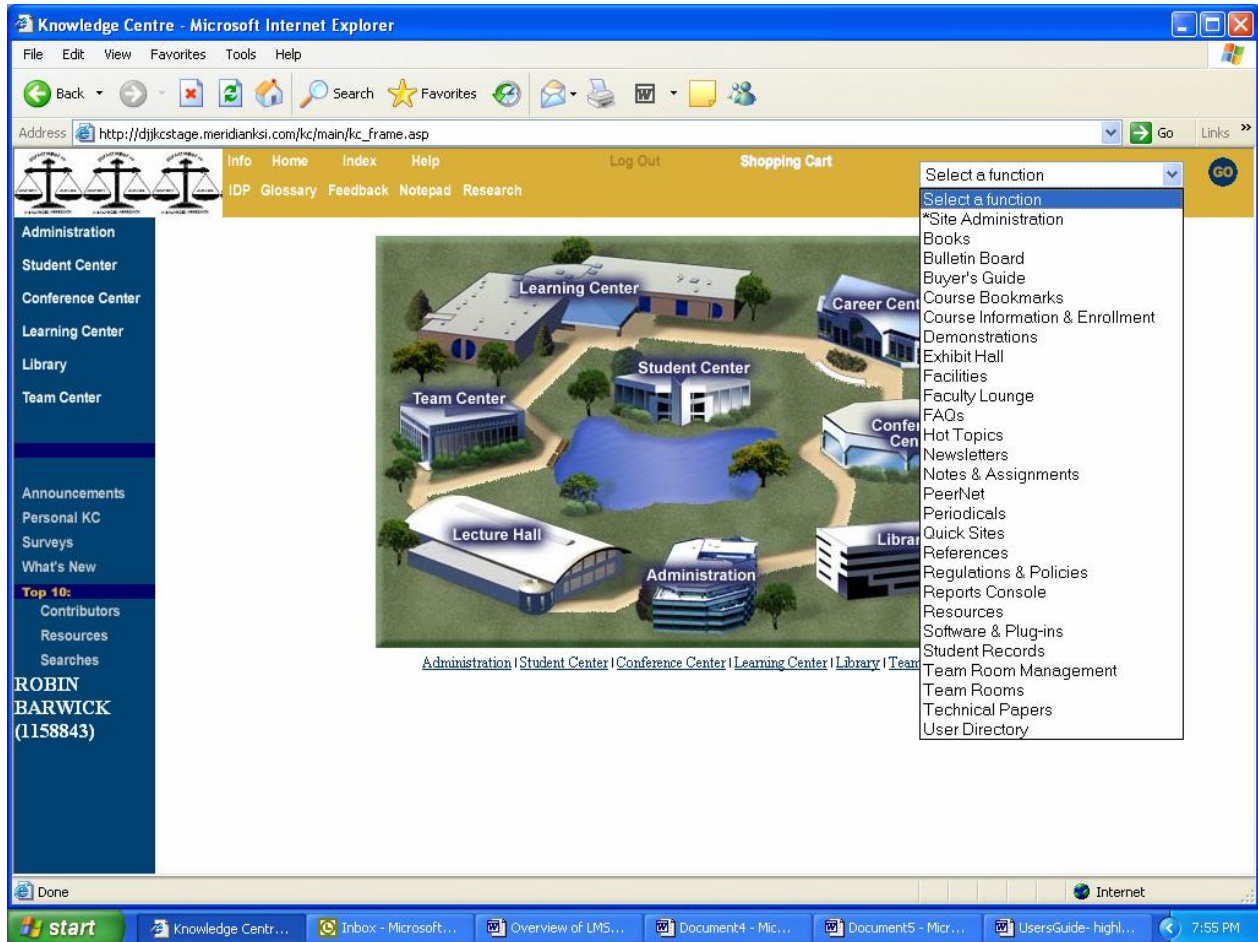 Knowledge Centre - Microsoft Internet Explorer
File Edit View Favorites Tools Help
Back Search Favorites
Address http://djjkcstage.meridianksi.com/kc/main/kc_frame.asp Go Links »
Info Home Index Help Log Out Shopping Cart
IDP Glossary Feedback Notepad Research
Select a function GO
Select a function
*Site Administration
Books
Bulletin Board
Buyer's Guide
Course Bookmarks
Course Information & Enrollment
Demonstrations
Exhibit Hall
Facilities
Faculty Lounge
FAQs
Hot Topics
Newsletters
Notes & Assignments
PeerNet
Periodicals
Quick Sites
References
Regulations & Policies
Reports Console
Resources
Software & Plug-ins
Student Records
Team Room Management
Team Rooms
Technical Papers
User Directory
Administration
Student Center
Conference Center
Learning Center
Library
Team Center
Announcements
Personal KC
Surveys
What's New
Top 10:
Contributors
Resources
Searches
ROBIN
BARWICK
(1158843)
Learning Center
Career Cent
Student Center
Team Center
Confe
Cen
Lecture Hall
Librar
Administration
Administration | Student Center | Conference Center | Learning Center | Library | Team
Done Internet
start Knowledge Centr... Inbox - Microsoft... Overview of LMS... Document4 - Mic... Document5 - Micr... UsersGuide- highl... 7:55 PM